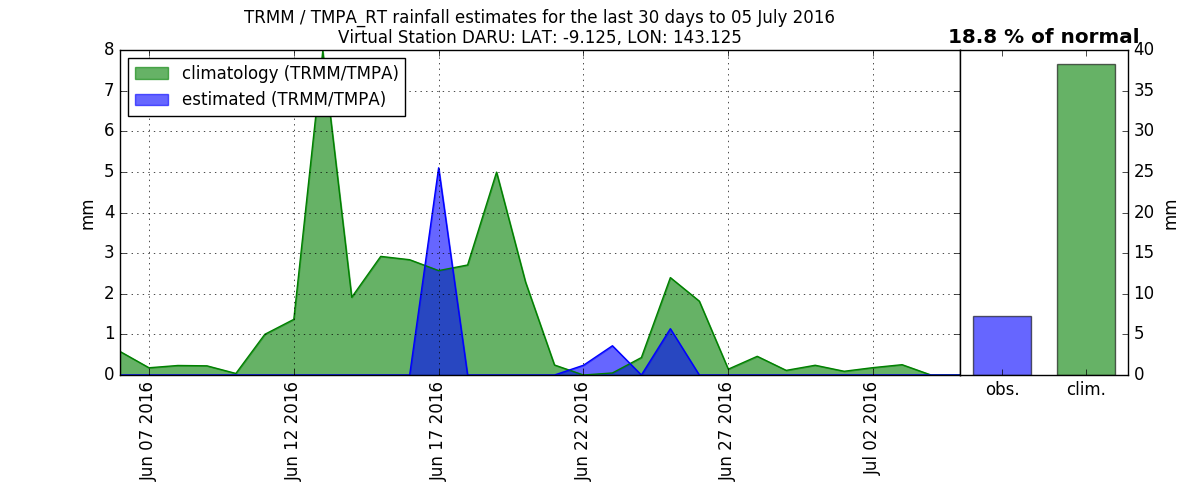 TRMM / TMPA_RT rainfall estimates for the last 30 days to 05 July 2016
Virtual Station DARU: LAT: -9.125, LON: 143.125
18.8 % of normal
climatology (TRMM/TMPA)
estimated (TRMM/TMPA)
8
7
6
5
4
3
2
1
0
mm
Jun 07 2016
Jun 12 2016
Jun 17 2016
Jun 22 2016
Jun 27 2016
Jul 02 2016
40
35
30
25
20
15
10
5
0
mm
obs.
clim.